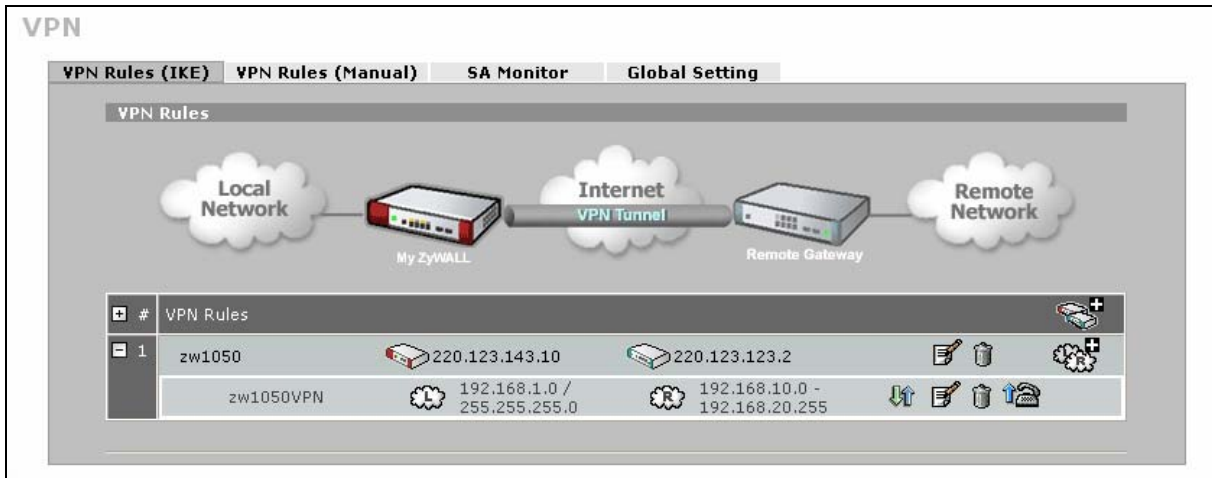 VPN
VPN Rules (IKE) VPN Rules (Manual) SA Monitor Global Setting
VPN Rules
Local
Network
Internet
VPN Tunnel
Remote
Network
My ZyWALL
Remote Gateway
# VPN Rules
1 zw1050 220.123.143.10 220.123.123.2
L R
zw1050VPN L 192.168.1.0 /
255.255.255.0 R 192.168.10.0 -
192.168.20.255